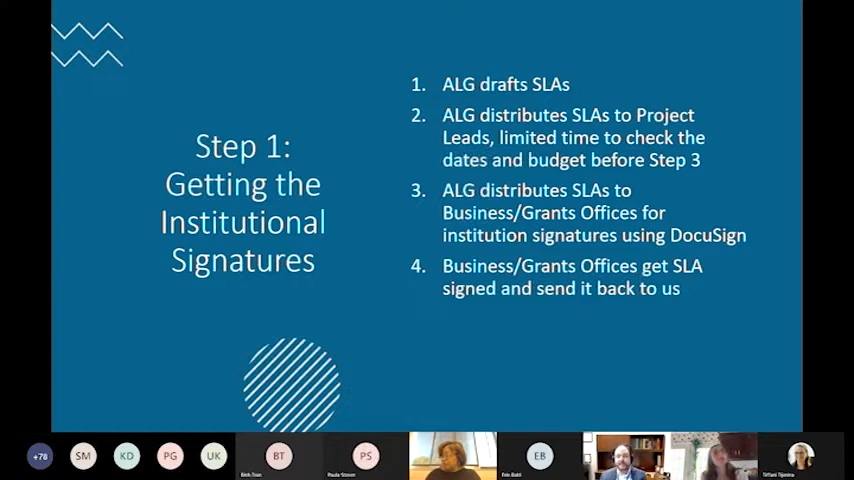 Step 1:
Getting the
Institutional
Signatures
1. ALG drafts SLAs
2. ALG distributes SLAs to Project
Leads, limited time to check the
dates and budget before Step 3
3. ALG distributes SLAs to
Business/Grants Offices for
institution signatures using DocuSign
4. Business/Grants Offices get SLA
signed and send it back to us
+78
SM
KD
PG
UK
BT
PS
EB